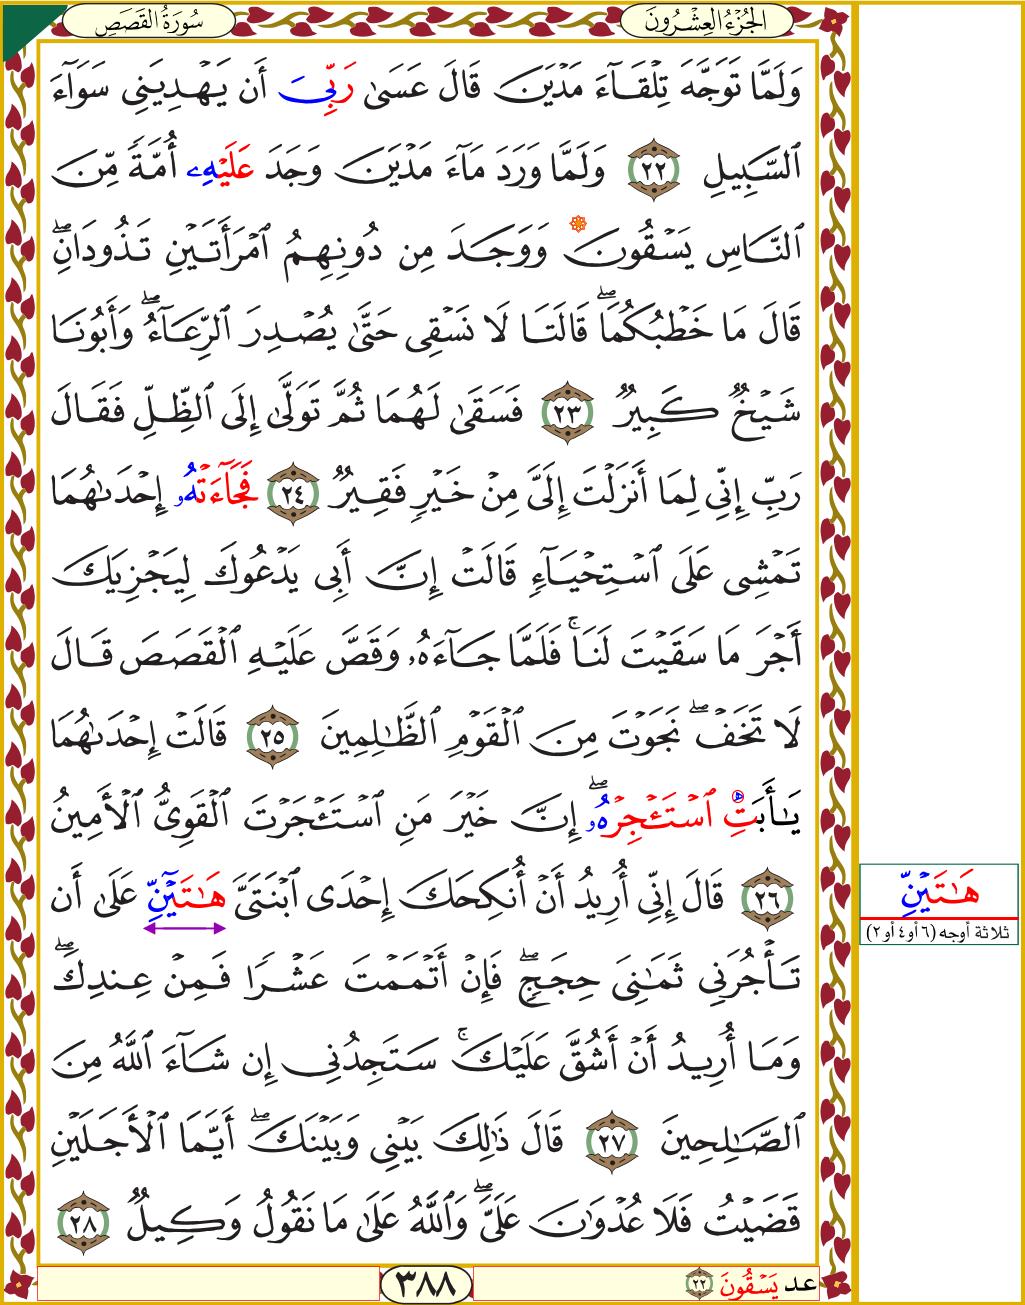 الجُزْءُ العِشْرُونَ
سُورَةُ القَصَصِ
وَلَمَّا تَوَجَّهَ تِلْقَآءَ مَدْيَنَ قَالَ عَسَىٰ رَبِّيَ أَن يَهْدِيَنِي سَوَآءَ
ٱلسَّبِيلِ ٢٢ وَلَمَّا وَرَدَ مَآءَ مَدْيَنَ وَجَدَ عَلَيْهِۦ أُمَّةً مِّنَ
ٱلنَّاسِ يَسْقُونَ وَوَجَدَ مِن دُونِهِمُ ٱمْرَأَتَيْنِ تَذُودَانِۖ
قَالَ مَا خَطْبُكُمَاۖ قَالَتَا لَا نَسْقِي حَتَّىٰ يُصْدِرَ ٱلرِّعَآءُۖ وَأَبُونَا
شَيْخٌ كَبِيرٌ ٢٣ فَسَقَىٰ لَهُمَا ثُمَّ تَوَلَّىٰ إِلَى ٱلظِّلِّ فَقَالَ
رَبِّ إِنِّي لِمَا أَنزَلْتَ إِلَيَّ مِنْ خَيْرٍ فَقِيرٌ ٢٤ فَجَآءَتْهُۥ إِحْدَىٰهُمَا
تَمْشِي عَلَى ٱسْتِحْيَآءٍ قَالَتْ إِنَّ أَبِي يَدْعُوكَ لِيَجْزِيَكَ
أَجْرَ مَا سَقَيْتَ لَنَاۚ فَلَمَّا جَآءَهُۥ وَقَصَّ عَلَيْهِ ٱلْقَصَصَ قَالَ
لَا تَخَفْۖ نَجَوْتَ مِنَ ٱلْقَوْمِ ٱلظَّٰلِمِينَ ٢٥ قَالَتْ إِحْدَىٰهُمَا
يَٰأَبَتِ ٱسْتَـْٔجِرْهُۥۖ إِنَّ خَيْرَ مَنِ ٱسْتَـْٔجَرْتَ ٱلْقَوِيُّ ٱلْأَمِينُ
٢٦ قَالَ إِنِّي أُرِيدُ أَنْ أُنكِحَكَ إِحْدَى ٱبْنَتَيَّ هَٰتَيْنِّ عَلَىٰ أَن
تَأْجُرَنِي ثَمَٰنِيَ حِجَجٍۖ فَإِنْ أَتْمَمْتَ عَشْرًا فَمِنْ عِندِكَۖ
وَمَا أُرِيدُ أَنْ أَشُقَّ عَلَيْكَۚ سَتَجِدُنِي إِن شَآءَ ٱللَّهُ مِنَ
ٱلصَّٰلِحِينَ ٢٧ قَالَ ذَٰلِكَ بَيْنِي وَبَيْنَكَۖ أَيَّمَا ٱلْأَجَلَيْنِ
قَضَيْتُ فَلَا عُدْوَٰنَ عَلَيَّۖ وَٱللَّهُ عَلَىٰ مَا نَقُولُ وَكِيلٌ ٢٨
هَٰتَيْنِّ
ثلاثة أوجه (٦ أو ٤ أو ٢)
٣٨٨
عد يَسْقُونَ ٢٢